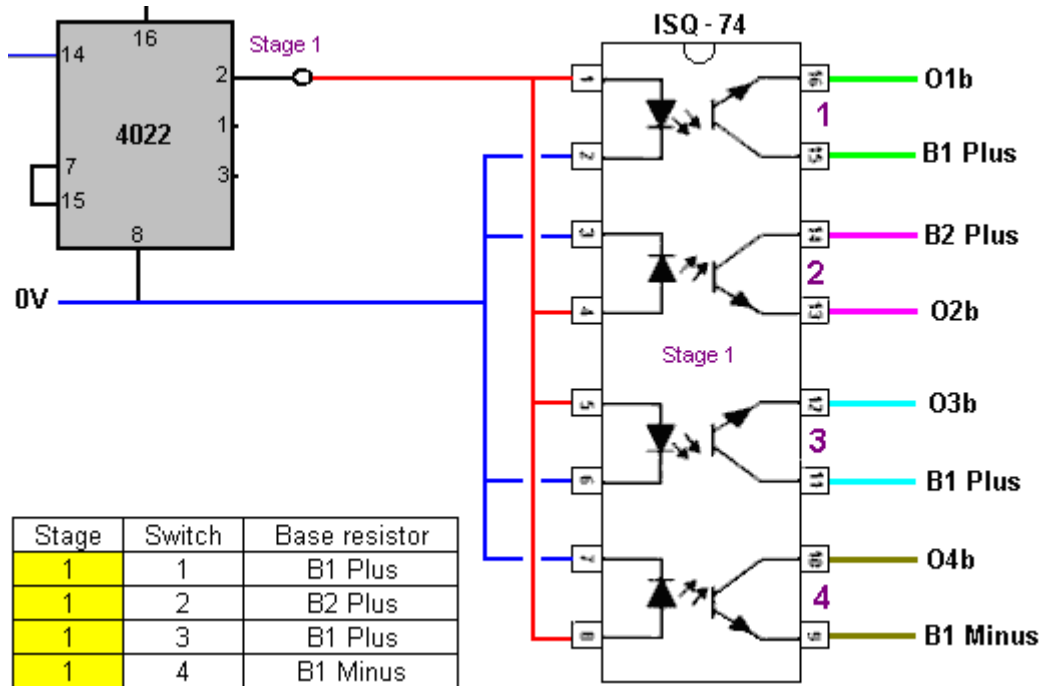 ISQ - 74
16
Stage 1
14
2
1
4022
7
3
15
8
0V
1
2
3
4
5
6
7
8
16
15
14
13
12
11
10
9
1
2
Stage 1
3
4
O1b
B1 Plus
B2 Plus
O2b
O3b
B1 Plus
O4b
B1 Minus
Stage Switch Base resistor
1 1 B1 Plus
1 2 B2 Plus
1 3 B1 Plus
1 4 B1 Minus